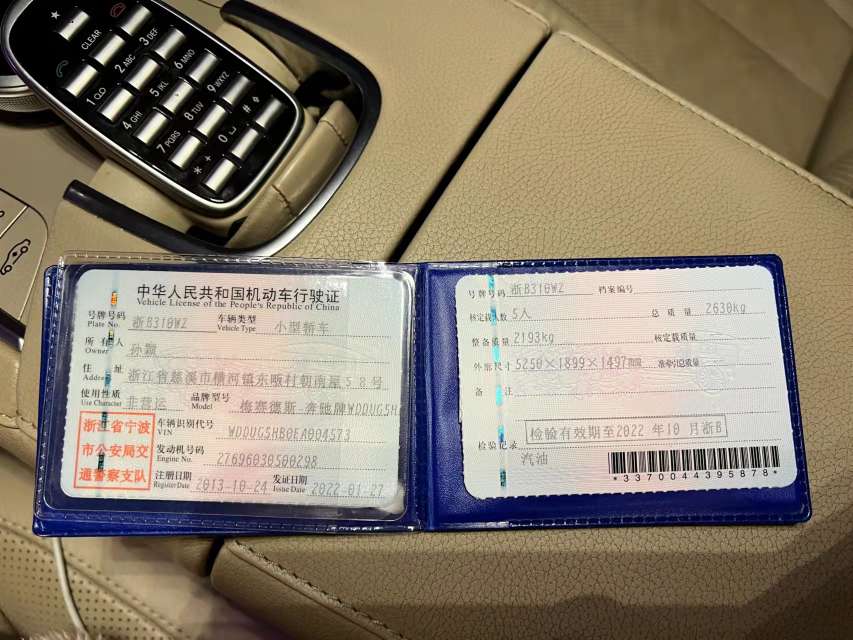 CLEAR
1 QLO
2 ABC
3 DEF
4 GHI
5 JKL
6 MNO
7 PQRS
8 TUV
9 WXYZ
* +
0
#
中华人民共和国机动车行驶证
Vehicle License of the People's Republic of China
号牌号码 Plate No. 浙B310WZ 车辆类型 Vehicle Type 小型轿车
所有人 Owner 孙颖
住址 Address 浙江省慈溪市横河镇东畈村朝南屋58号
使用性质 Use Character 非营运 品牌型号 Model 梅赛德斯-奔驰牌WDDUG5H
浙江省宁波
市公安局交
通警察支队
车辆识别代号 VIN WDDUG5HB0EA004573
发动机号码 Engine No. 27696030500298
注册日期 Register Date 2013-10-24 发证日期 Issue Date 2022-01-27
号牌号码 浙B310WZ 档案编号
核定载人数 5人 总质量 2630kg
整备质量 2193kg 核定载质量
外廓尺寸 5250×1899×1497mm 准牵引总质量
备注
检验记录 检验有效期至2022年10月浙B
汽油
*3370044395878*